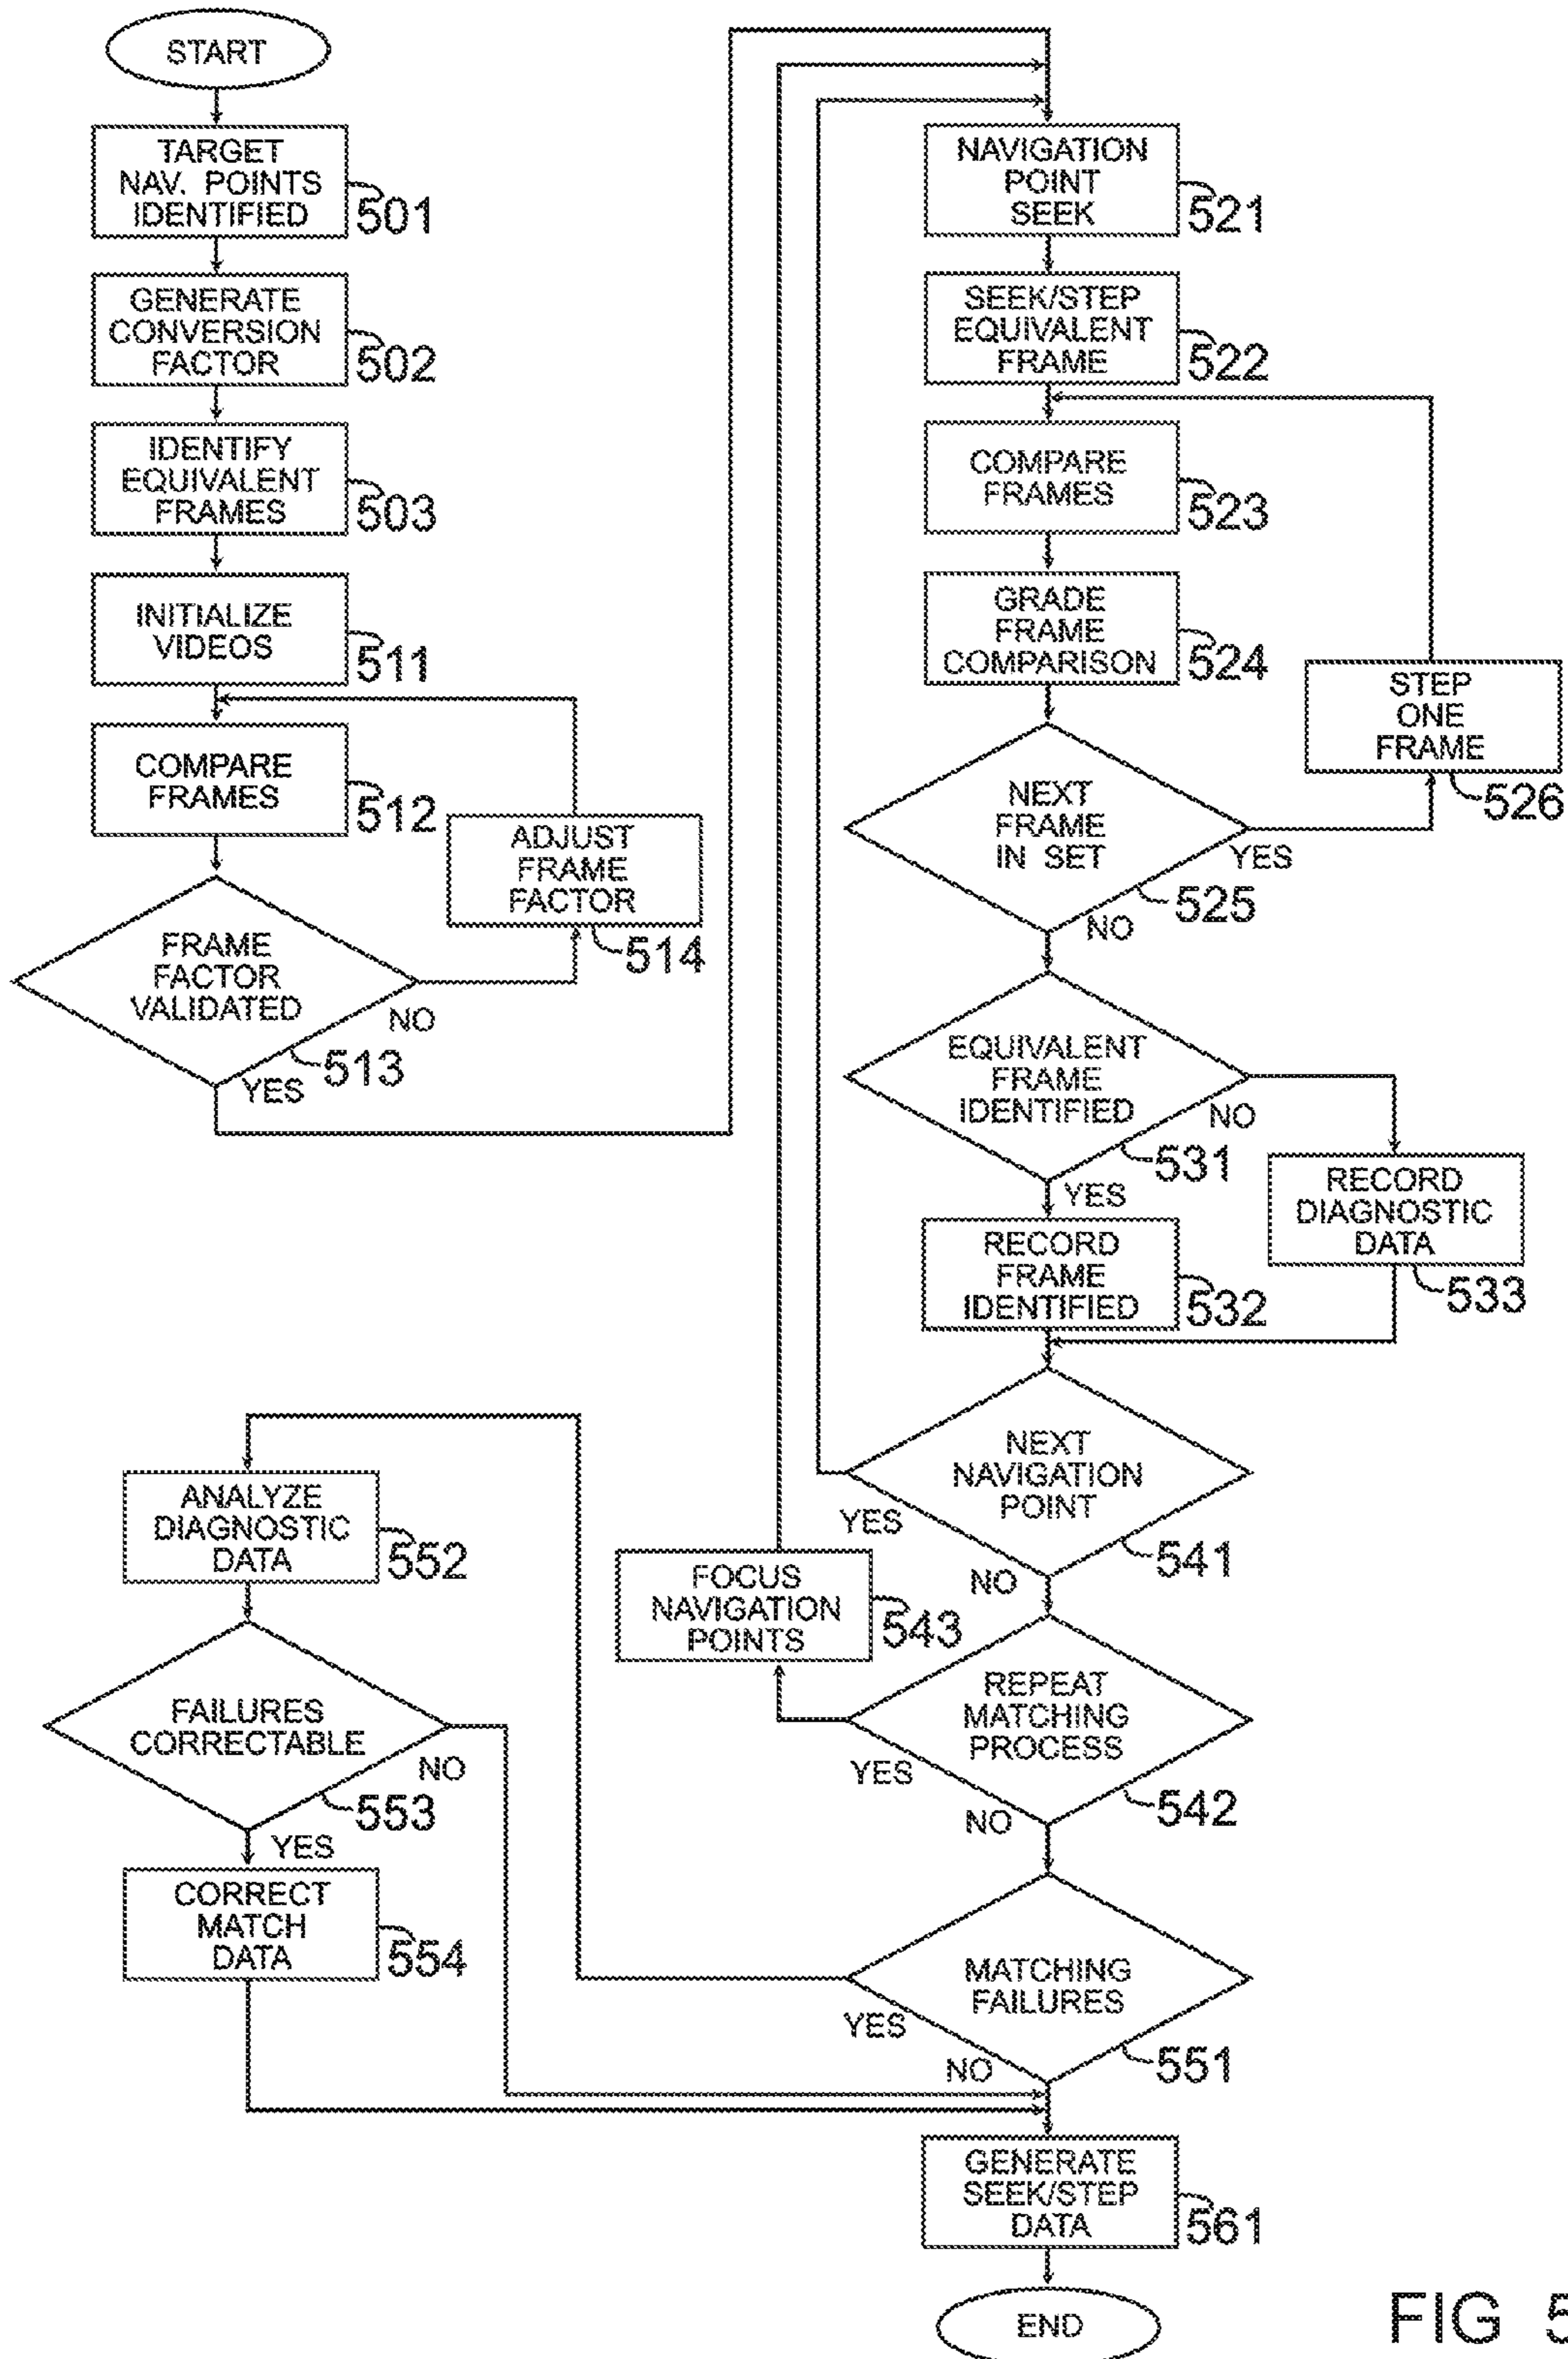 START
TARGET
NAV. POINTS
IDENTIFIED
501
GENERATE
CONVERSION
FACTOR
502
IDENTIFY
EQUIVALENT
FRAMES
503
INITIALIZE
VIDEOS
511
COMPARE
FRAMES
512
FRAME
FACTOR
VALIDATED
NO
YES
513
ADJUST
FRAME
FACTOR
514
NAVIGATION
POINT
SEEK
521
SEEK/STEP
EQUIVALENT
FRAME
522
COMPARE
FRAMES
523
GRADE
FRAME
COMPARISON
524
NEXT
FRAME
IN SET
YES
NO
525
STEP
ONE
FRAME
526
EQUIVALENT
FRAME
IDENTIFIED
NO
YES
531
RECORD
FRAME
IDENTIFIED
532
RECORD
DIAGNOSTIC
DATA
533
NEXT
NAVIGATION
POINT
YES
NO
541
REPEAT
MATCHING
PROCESS
YES
NO
542
FOCUS
NAVIGATION
POINTS
543
MATCHING
FAILURES
YES
NO
551
ANALYZE
DIAGNOSTIC
DATA
552
FAILURES
CORRECTABLE
NO
YES
553
CORRECT
MATCH
DATA
554
GENERATE
SEEK/STEP
DATA
561
END
FIG 5